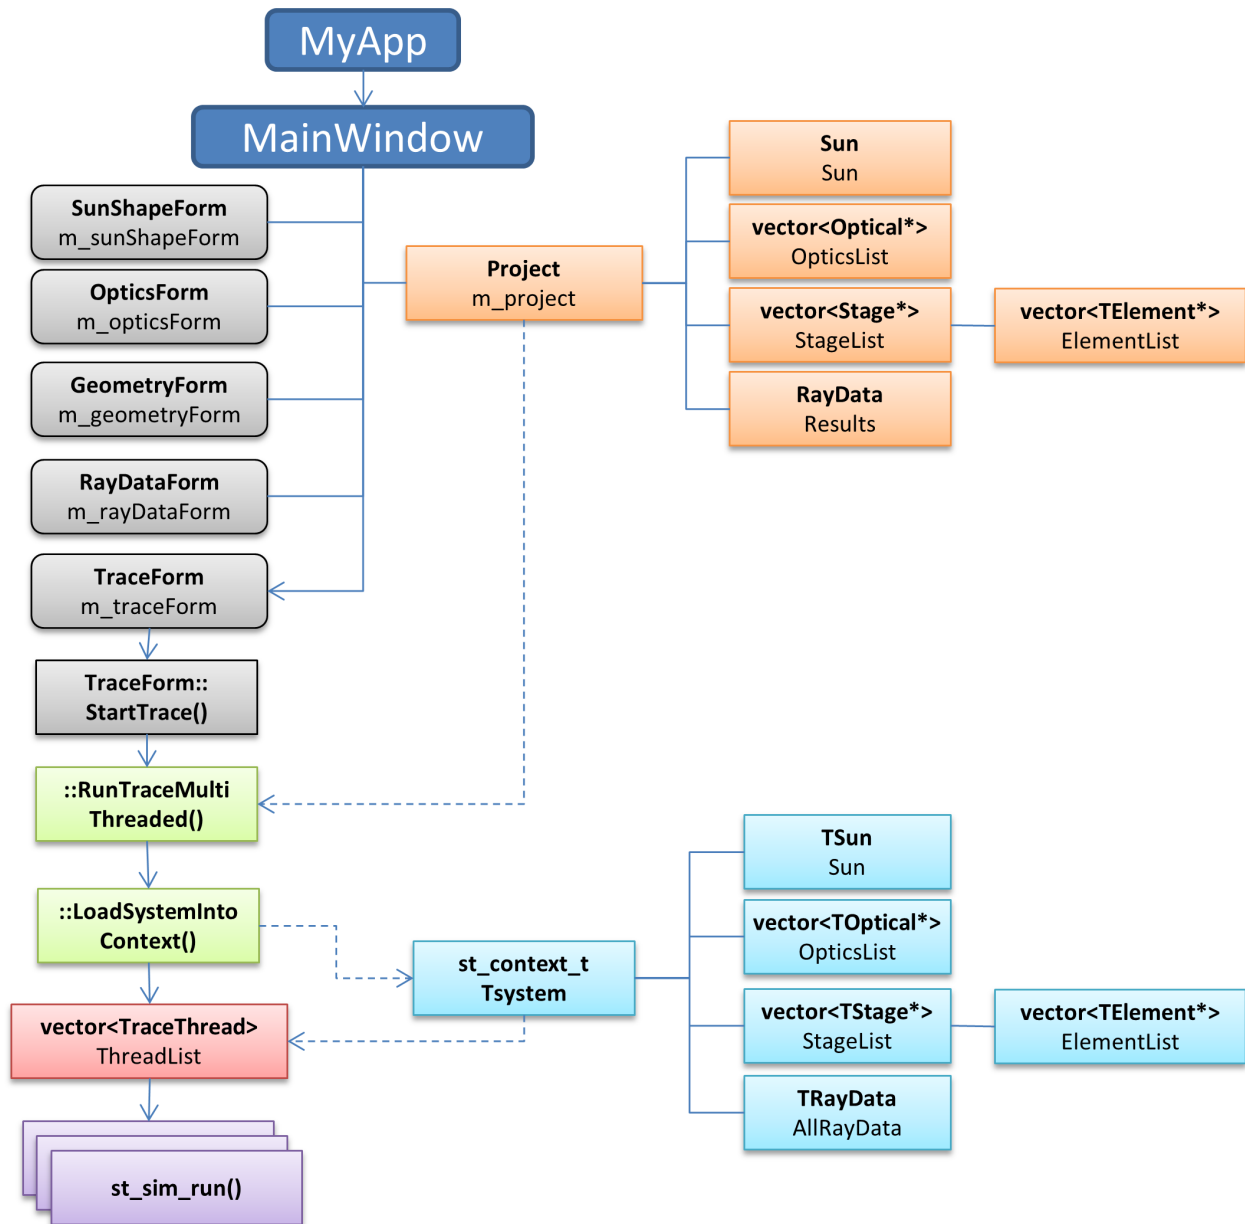 MyApp
MainWindow
SunShapeForm
m_sunShapeForm
OpticsForm
m_opticsForm
GeometryForm
m_geometryForm
RayDataForm
m_rayDataForm
TraceForm
m_traceForm
TraceForm::
StartTrace()
::RunTraceMulti
Threaded()
::LoadSystemInto
Context()
vector<TraceThread>
ThreadList
st_sim_run()
Project
m_project
Sun
Sun
vector<Optical*>
OpticsList
vector<Stage*>
StageList
vector<TElement*>
ElementList
RayData
Results
st_context_t
Tsystem
TSun
Sun
vector<TOptical*>
OpticsList
vector<TStage*>
StageList
vector<TElement*>
ElementList
TRayData
AllRayData